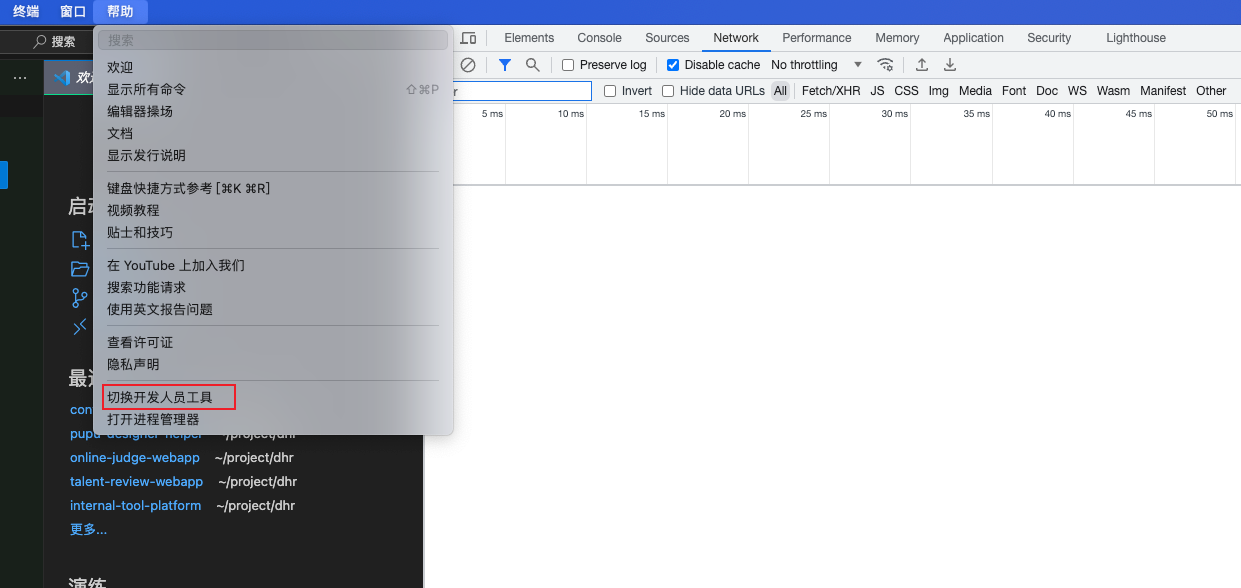 终端 窗口 帮助
搜索
搜索
欢迎
显示所有命令 ⇧⌘P
编辑器操场
文档
显示发行说明
键盘快捷方式参考 [⌘K ⌘R]
视频教程
贴士和技巧
在 YouTube 上加入我们
搜索功能请求
使用英文报告问题
查看许可证
隐私声明
切换开发人员工具
打开进程管理器
Elements Console Sources Network Performance Memory Application Security Lighthouse
Preserve log Disable cache No throttling
Invert Hide data URLs All Fetch/XHR JS CSS Img Media Font Doc WS Wasm Manifest Other
5 ms 10 ms 15 ms 20 ms 25 ms 30 ms 35 ms 40 ms 45 ms 50 ms
pupu-designer-helper ~/project/dhr
online-judge-webapp ~/project/dhr
talent-review-webapp ~/project/dhr
internal-tool-platform ~/project/dhr
更多...
演练